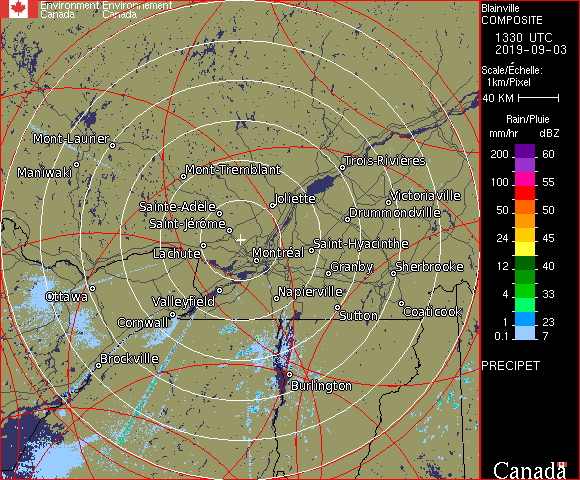 Environment Environnement
Canada Canada
Blainville
COMPOSITE
1330 UTC
2019-09-03
Scale/Échelle:
1km/Pixel
40 KM
Rain/Pluie
mm/hr dBZ
200 60
100 55
50 50
24 45
12 40
4 33
1 30
0.5 23
0.1 7
PRECIPET
Canada
Mont-Laurier
Maniwaki
Mont-Tremblant
Trois-Rivières
Sainte-Adèle
Joliette
Victoriaville
Saint-Jérôme
Drummondville
Lachute
Montréal
Saint-Hyacinthe
Granby
Sherbrooke
Ottawa
Valleyfield
Napierville
Cornwall
Sutton
Coaticook
Brockville
Burlington